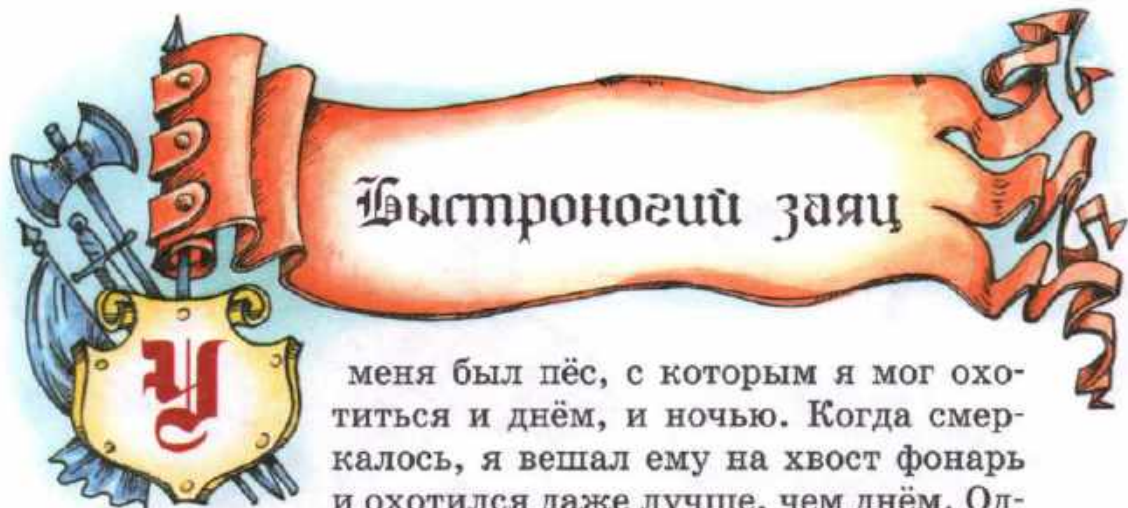 Быстроногий заяц
У
меня был пёс, с которым я мог охо-
титься и днём, и ночью. Когда смер-
калось, я вешал ему на хвост фонарь
и охотился даже лучше, чем днём. Од-